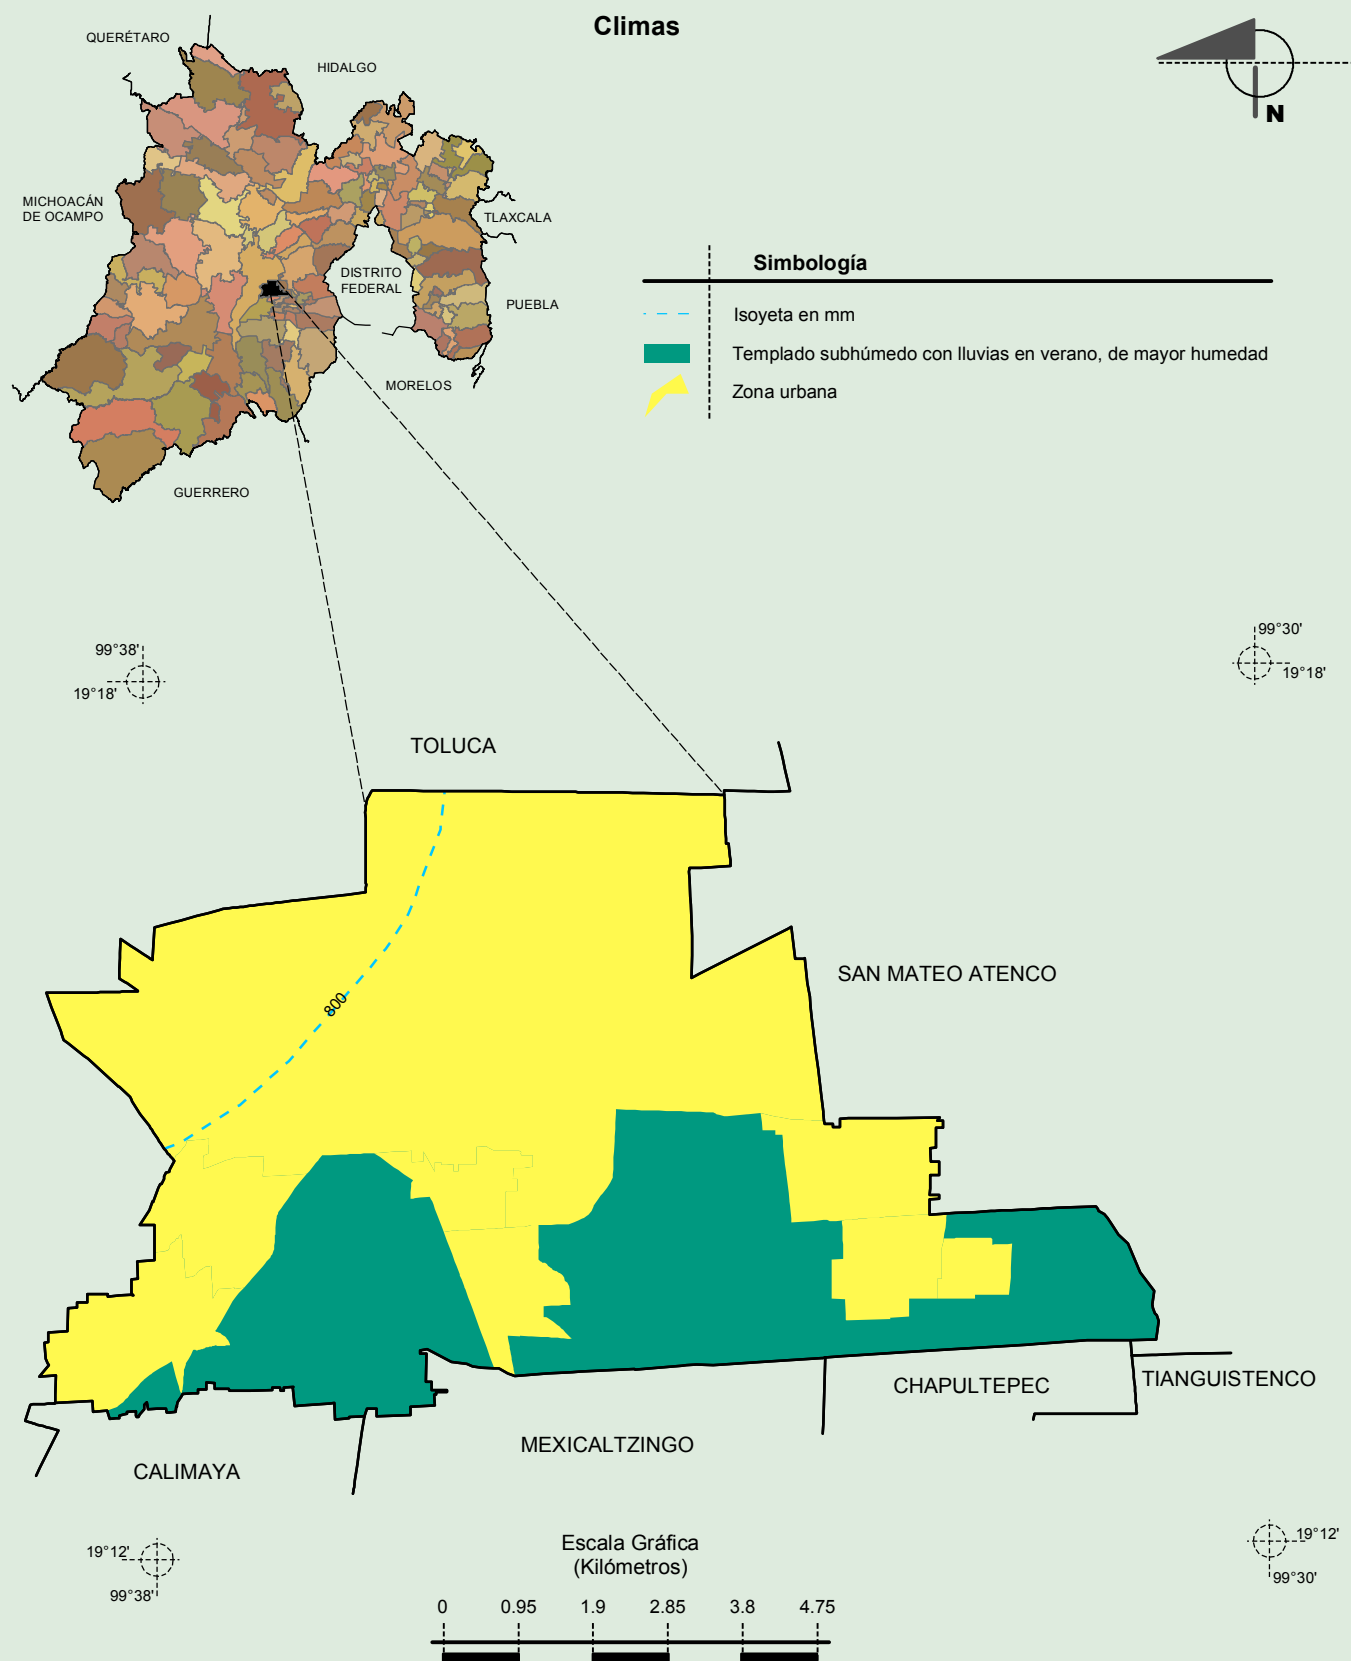 Climas
QUERÉTARO
HIDALGO
N
MICHOACÁN
DE OCAMPO
TLAXCALA
DISTRITO
FEDERAL
PUEBLA
MORELOS
GUERRERO
Simbología
Isoyeta en mm
Templado subhúmedo con lluvias en verano, de mayor humedad
Zona urbana
99°38'
19°18'
99°30'
19°18'
TOLUCA
SAN MATEO ATENCO
800
CHAPULTEPEC
TIANGUISTENCO
MEXICALTZINGO
CALIMAYA
19°12'
99°38'
19°12'
99°30'
Escala Gráfica
(Kilómetros)
0 0.95 1.9 2.85 3.8 4.75